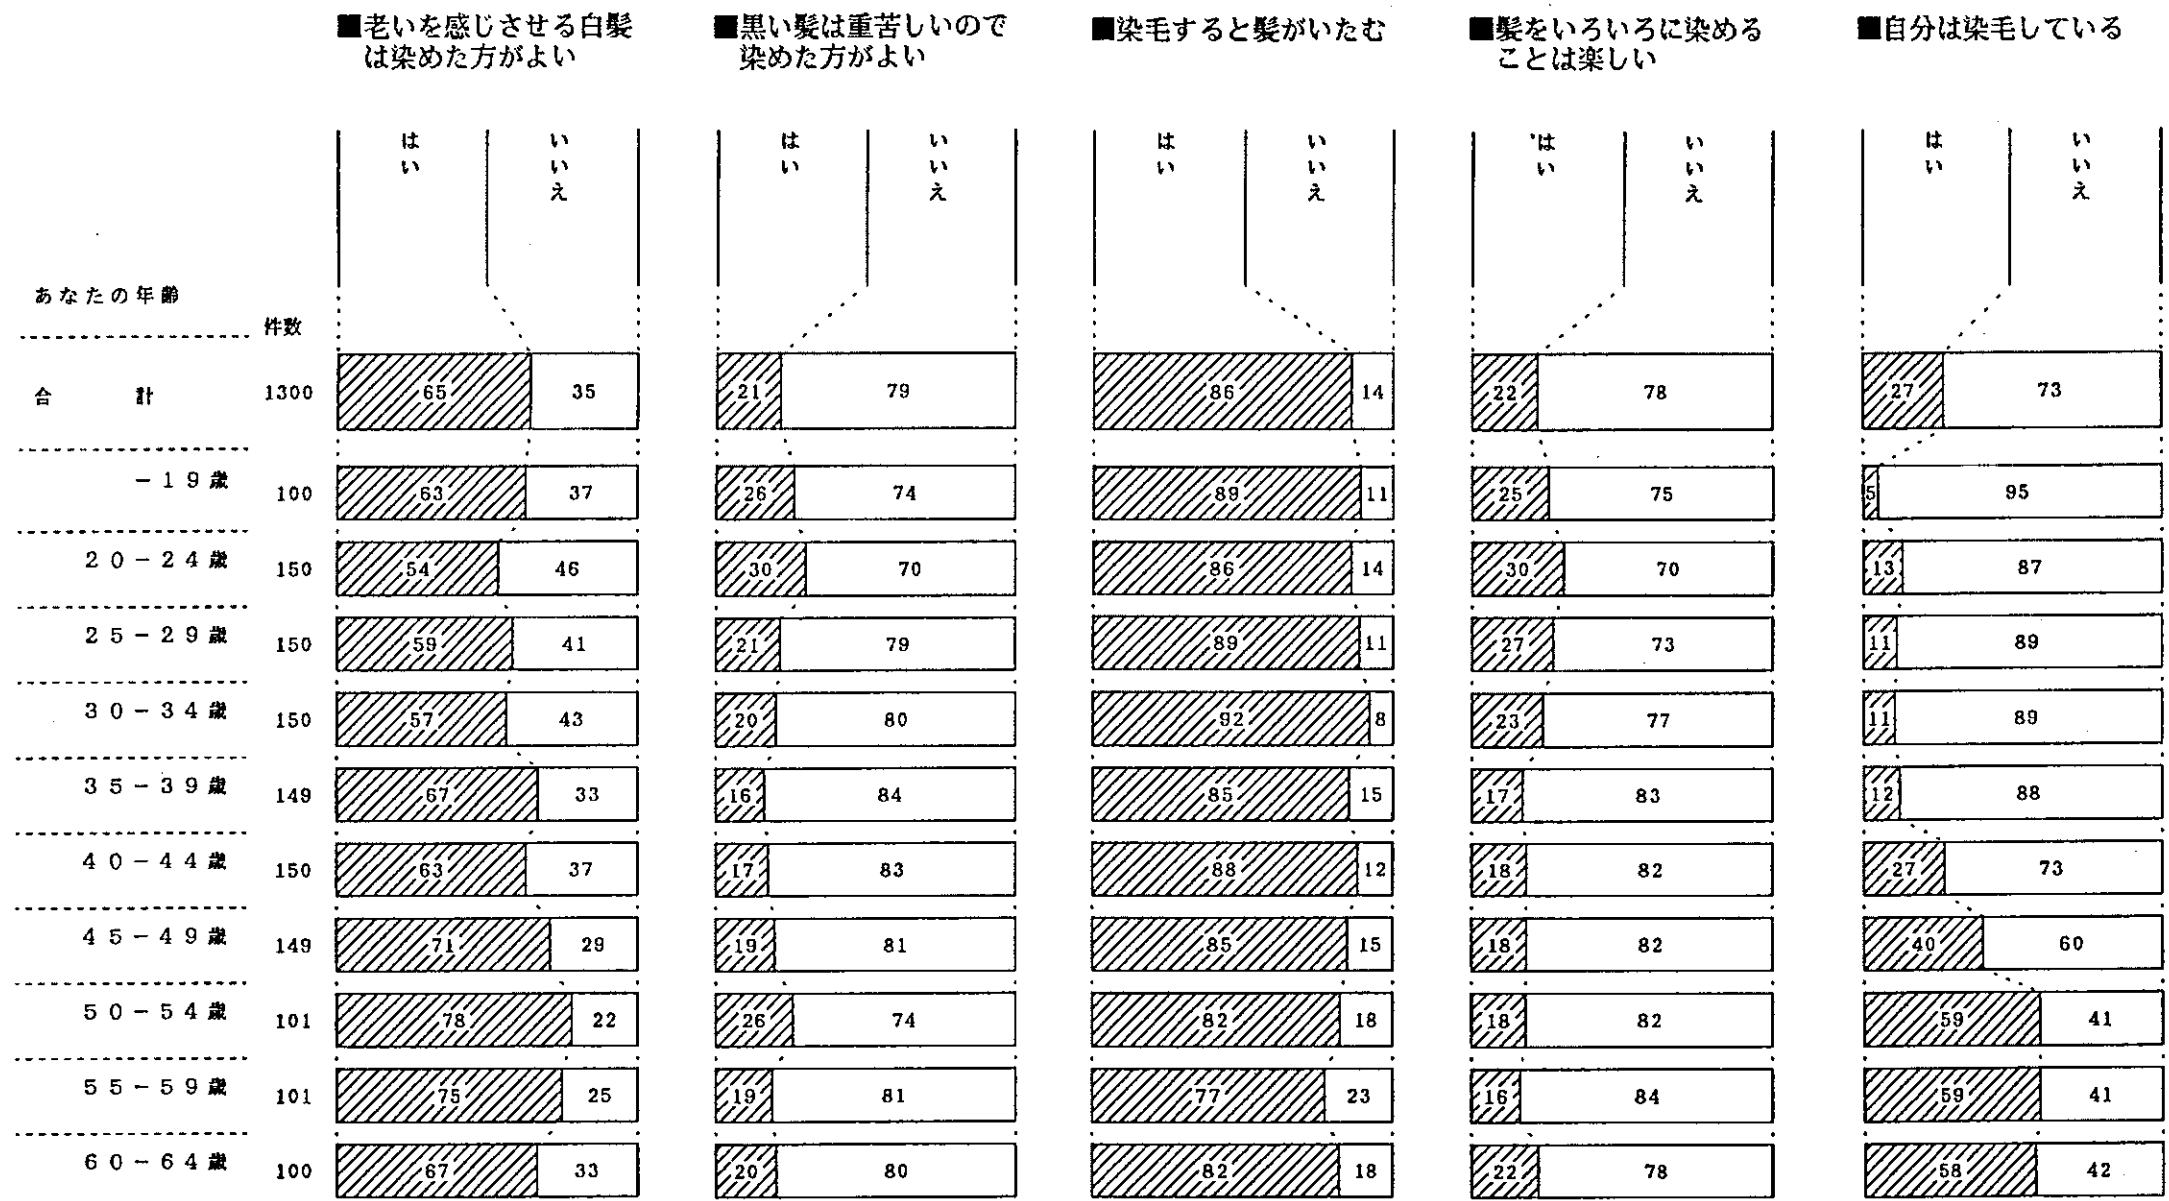 ■老いを感じさせる白髪
は染めた方がよい
■黒い髪は重苦しいので
染めた方がよい
■染毛すると髪がいたむ
■髪をいろいろに染める
ことは楽しい
■自分は染毛している
はい いいえ はい いいえ はい いいえ はい いいえ はい いいえ
あなたの年齢
件数
合計 1300 65 35 21 79 86 14 22 78 27 73
-19歳 100 63 37 26 74 89 11 25 75 5 95
20-24歳 150 54 46 30 70 86 14 30 70 13 87
25-29歳 150 59 41 21 79 89 11 27 73 11 89
30-34歳 150 57 43 20 80 92 8 23 77 11 89
35-39歳 149 67 33 16 84 85 15 17 83 12 88
40-44歳 150 63 37 17 83 88 12 18 82 27 73
45-49歳 149 71 29 19 81 85 15 18 82 40 60
50-54歳 101 78 22 26 74 82 18 18 82 59 41
55-59歳 101 75 25 19 81 77 23 16 84 59 41
60-64歳 100 67 33 20 80 82 18 22 78 58 42